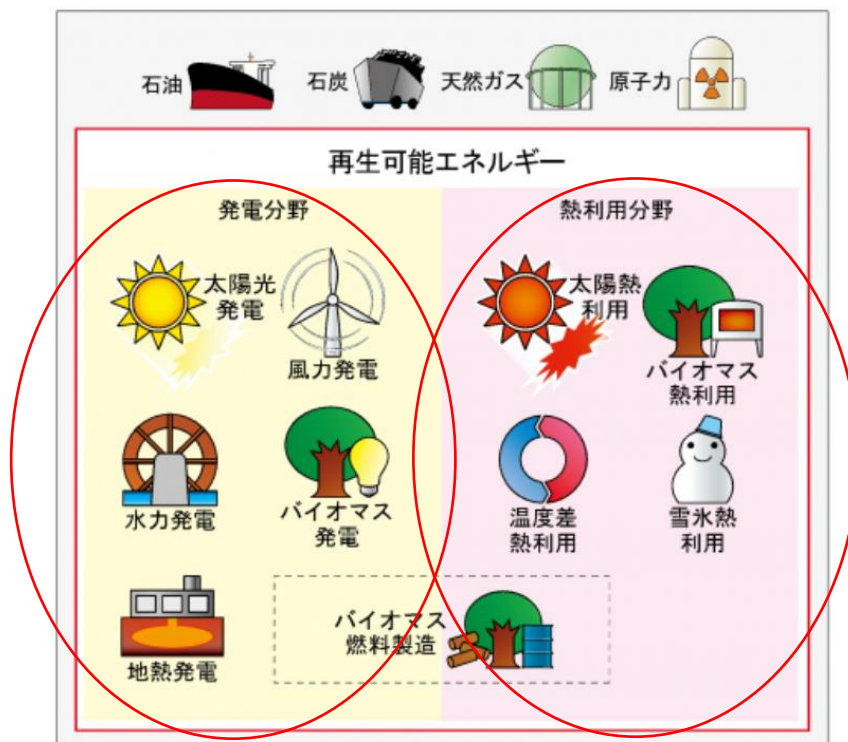 石油
石炭
天然ガス
原子力
再生可能エネルギー
発電分野
熱利用分野
太陽光
発電
風力発電
太陽熱
利用
バイオマス
熱利用
水力発電
バイオマス
発電
温度差
熱利用
雪氷熱
利用
地熱発電
バイオマス
燃料製造